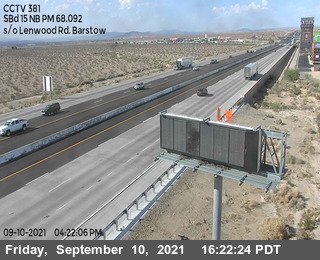 CCTV 381
SBd 15 NB PM 68.092
s/o Lenwood Rd. Barstow
09-10-2021 04:22:06 PM
Friday, September 10, 2021 16:22:24 PDT